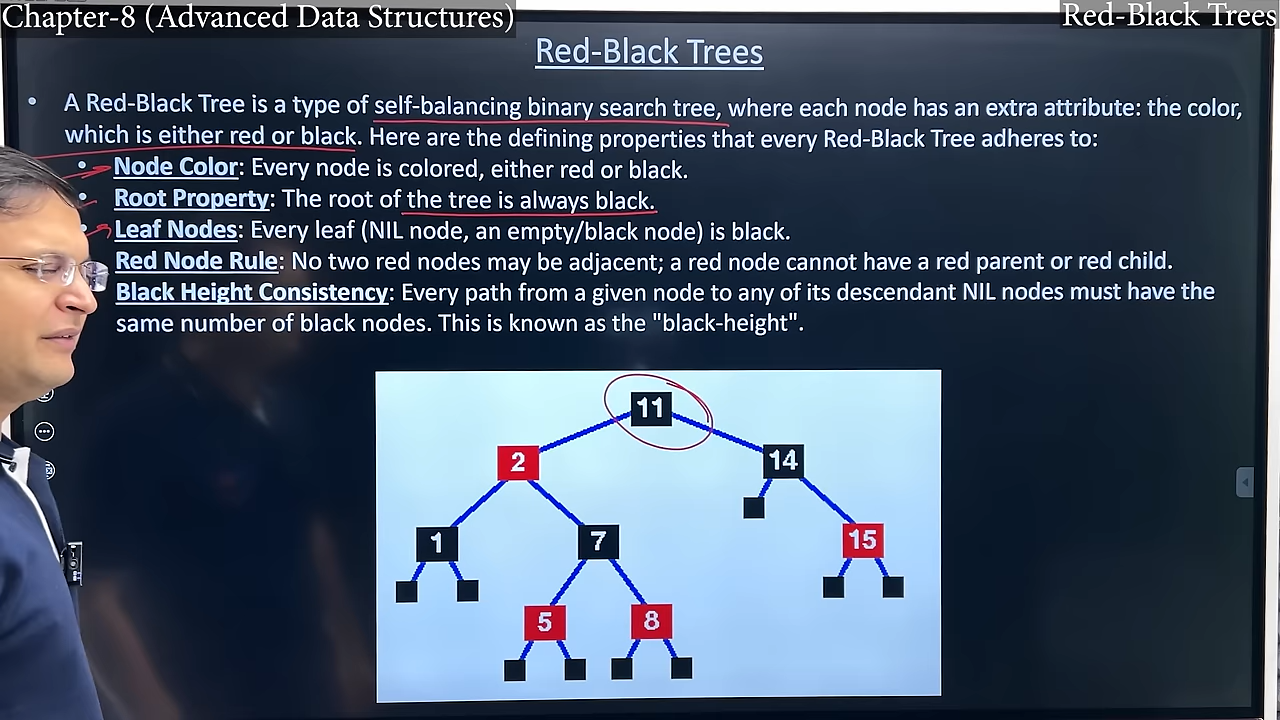 Chapter-8 (Advanced Data Structures)
Red-Black Trees
Red-Black Trees
• A Red-Black Tree is a type of self-balancing binary search tree, where each node has an extra attribute: the color,
which is either red or black. Here are the defining properties that every Red-Black Tree adheres to:
• Node Color: Every node is colored, either red or black.
• Root Property: The root of the tree is always black.
• Leaf Nodes: Every leaf (NIL node, an empty/black node) is black.
Red Node Rule: No two red nodes may be adjacent; a red node cannot have a red parent or red child.
Black Height Consistency: Every path from a given node to any of its descendant NIL nodes must have the
same number of black nodes. This is known as the "black-height".
11
2
14
1
7
15
5
8